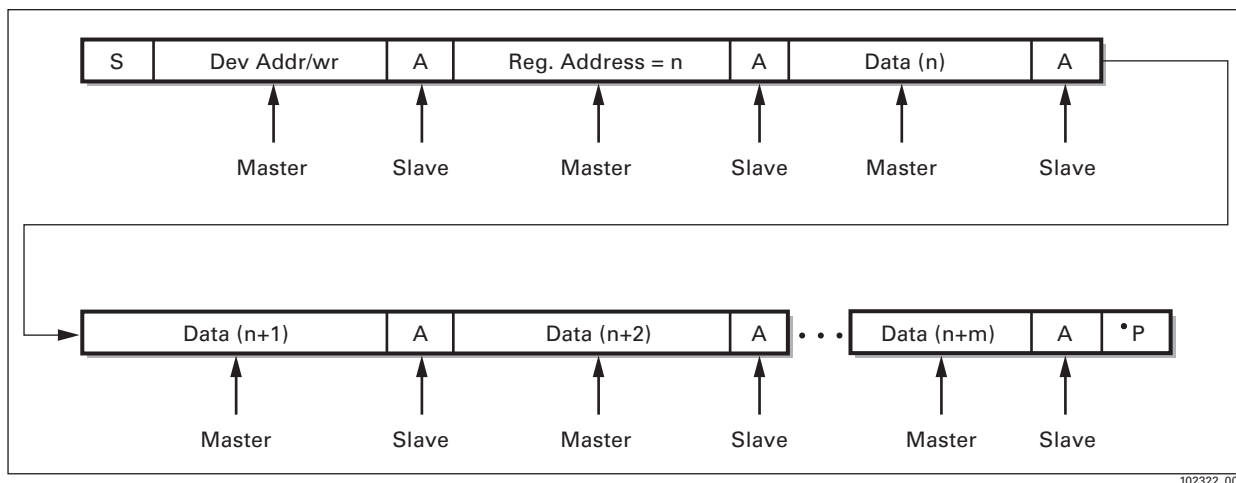 S Dev Addr/wr A Reg. Address = n A Data (n) A
Master Slave Master Slave Master Slave
Data (n+1) A Data (n+2) A • • • Data (n+m) A •P
Master Slave Master Slave Master Slave